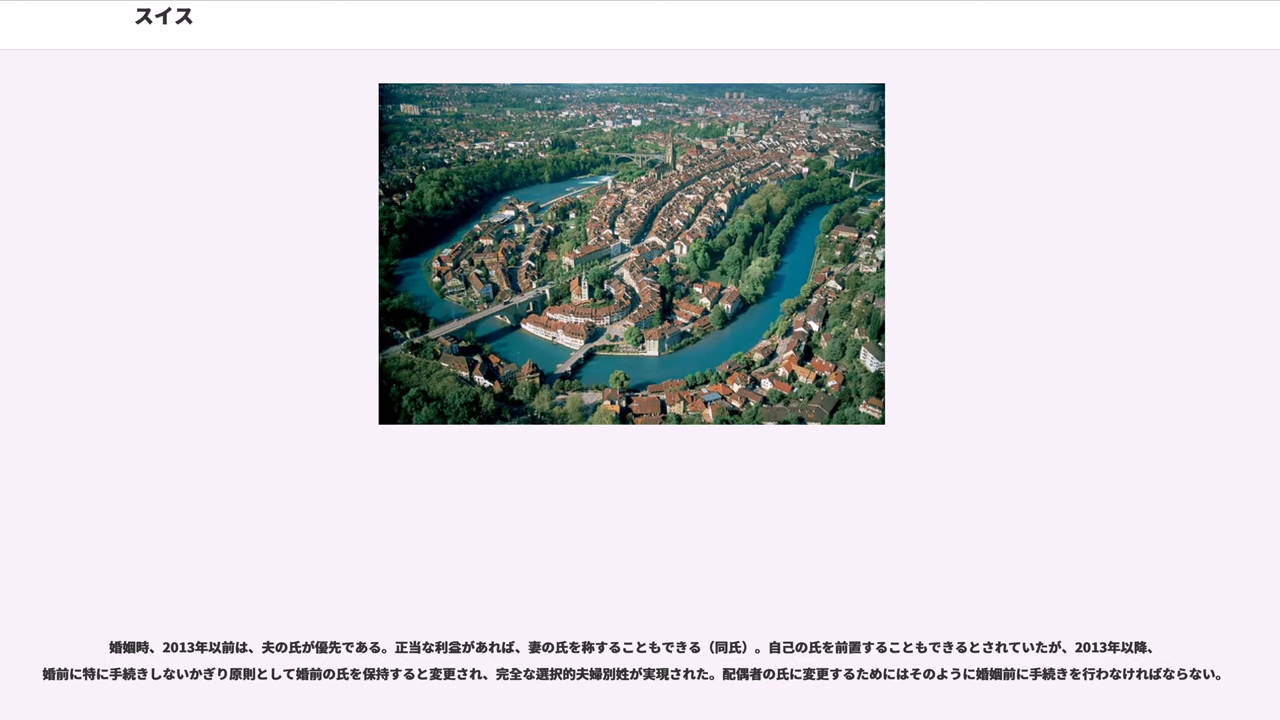 スイス
婚姻時、2013年以前は、夫の氏が優先である。正当な利益があれば、妻の氏を称することもできる（同氏）。自己の氏を前置することもできるとされていたが、2013年以降、
婚前に特に手続きしないかぎり原則として婚前の氏を保持すると変更され、完全な選択的夫婦別姓が実現された。配偶者の氏に変更するためにはそのように婚姻前に手続きを行わなければならない。